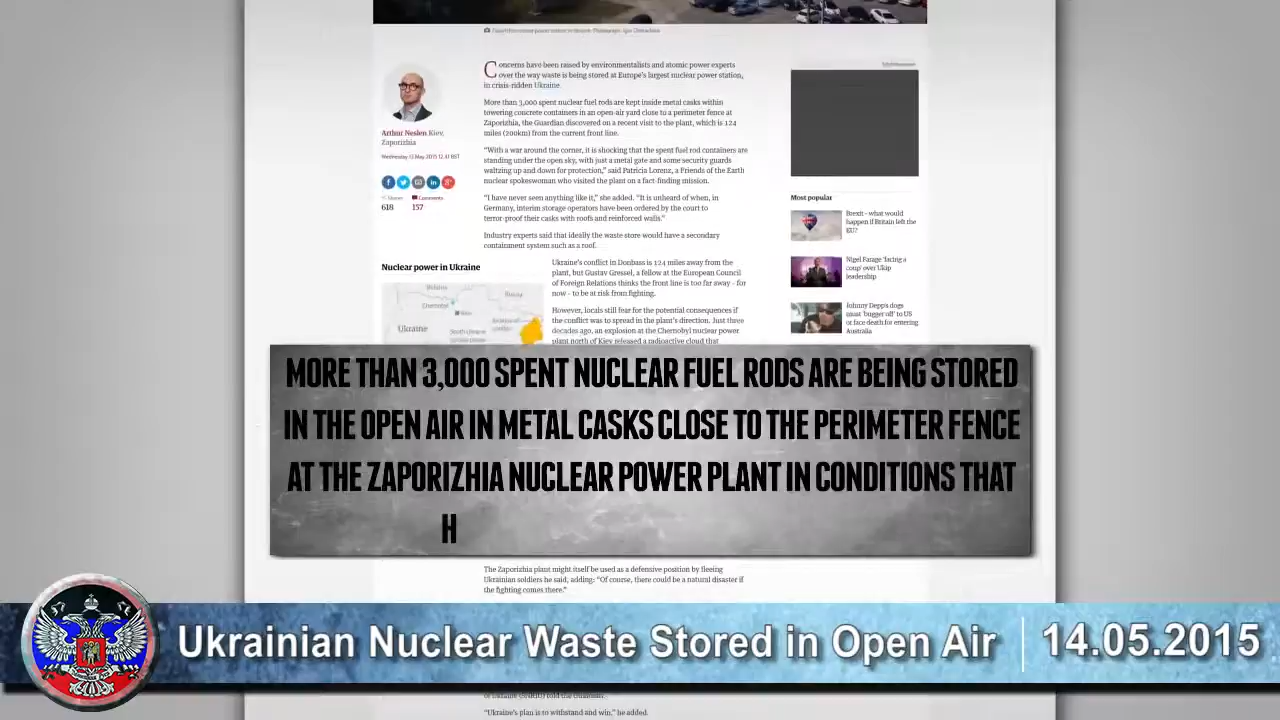 Concerns have been raised by environmentalists and atomic power experts
over the way waste is being stored at Europe's largest nuclear power station,
in crisis-ridden Ukraine.
More than 3,000 spent nuclear fuel rods are kept inside metal casks within
towering concrete containers in an open-air yard close to a perimeter fence at
Zaporizhia, the Guardian discovered on a recent visit to the plant, which is 124
miles (200km) from the current front line.
"With a war around the corner, it is shocking that the spent fuel rod containers are
standing under the open sky, with just a metal gate and some security guards
waltzing up and down for protection," said Patricia Lorenz, a Friends of the Earth
nuclear spokeswoman who visited the plant on a fact-finding mission.
"I have never seen anything like it," she added. "It is unheard of when, in
Germany, interim storage operators have been ordered by the court to
terror-proof their casks with roofs and reinforced walls."
Industry experts said that ideally the waste store would have a secondary
containment system such as a roof.
Ukraine's conflict in Donbass is 124 miles away from the
plant, but Gustav Gressel, a fellow at the European Council
of Foreign Relations thinks the front line is too far away – for
now – to be at risk from fighting.
However, locals still fear for the potential consequences if
the conflict was to spread in the plant's direction. Just three
decades ago, an explosion at the Chernobyl nuclear power
plant north of Kiev released a radioactive cloud that
Arthur Neslen Kiev,
Zaporizhia
Wednesday 13 May 2015 12.41 BST
Shares
Comments
618
157
Nuclear power in Ukraine
Ukraine
Most popular
Brexit – what would
happen if Britain left the
EU?
Nigel Farage 'facing a
coup' over Ukip
leadership
Johnny Depp's dogs
must 'bugger off' to US
or face death for entering
Australia
MORE THAN 3,000 SPENT NUCLEAR FUEL RODS ARE BEING STORED
IN THE OPEN AIR IN METAL CASKS CLOSE TO THE PERIMETER FENCE
AT THE ZAPORIZHIA NUCLEAR POWER PLANT IN CONDITIONS THAT
H
The Zaporizhia plant might itself be used as a defensive position by fleeing
Ukrainian soldiers he said, adding: "Of course, there could be a natural disaster if
the fighting comes there."
Ukrainian Nuclear Waste Stored in Open Air
14.05.2015
"Ukraine's plan is to withstand and win," he added.